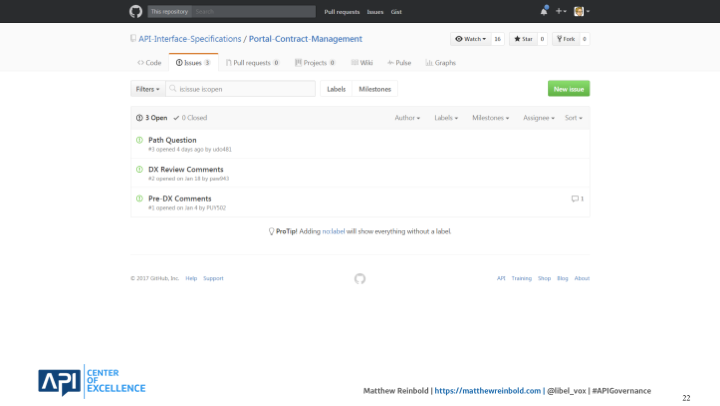 This repository Search Pull requests Issues Gist
API-Interface-Specifications / Portal-Contract-Management Watch 16 Star 0 Fork 0
Code Issues 3 Pull requests 0 Projects 0 Wiki Pulse Graphs
Filters is:issue is:open Labels Milestones New issue
3 Open 0 Closed Author Labels Milestones Assignee Sort
Path Question
#3 opened 4 days ago by udo481
DX Review Comments
#2 opened on Jan 18 by
Pre-DX Comments 1
#1 opened on Jan 4 by PUY502
ProTip! Adding no:label will show everything without a label.
© 2017 GitHub, Inc. Help Support API Training Shop Blog About
API CENTER
OF
EXCELLENCE
Matthew Reinbold | https://matthewreinbold.com | @libel_vox | #APIGovernance
22